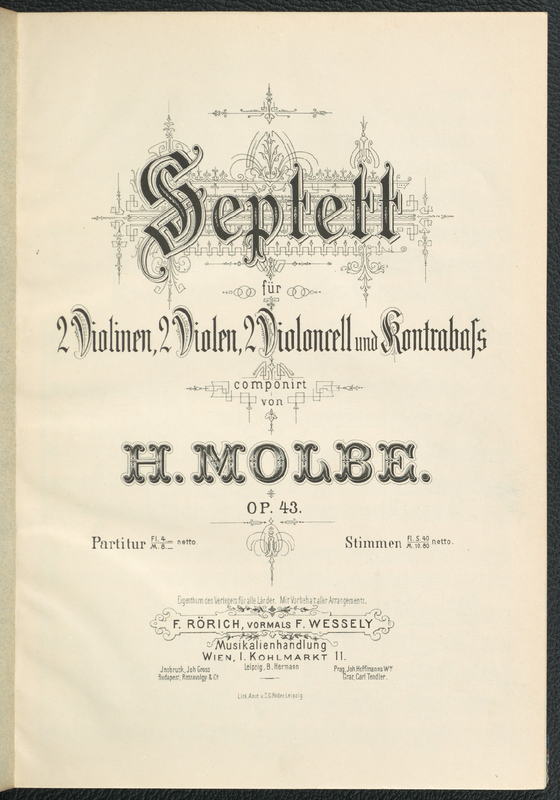 Septett
für
2 Violinen, 2 Violen, 2 Violoncell und Kontrabaſs
componirt
von
H. MOLBE.
OP. 43.
Partitur Fl. 4._ M. 8._ netto.
Stimmen Fl. 5.40 M. 10.80 netto.
Eigenthum des Verlegers für alle Länder. Mit Vorbehalt aller Arrangements.
F. RÖRICH, VORMALS F. WESSELY
Musikalienhandlung
WIEN, I. KOHLMARKT 11.
Jnsbruck, Joh Gross
Budapest, Rózsavölgyi & Cº
Leipzig, B. Hermann
Prag, Joh. Hoffmanns Wwe
Graz, Carl Tendler.
Lith. Anst. v. C.G. Röder, Leipzig.